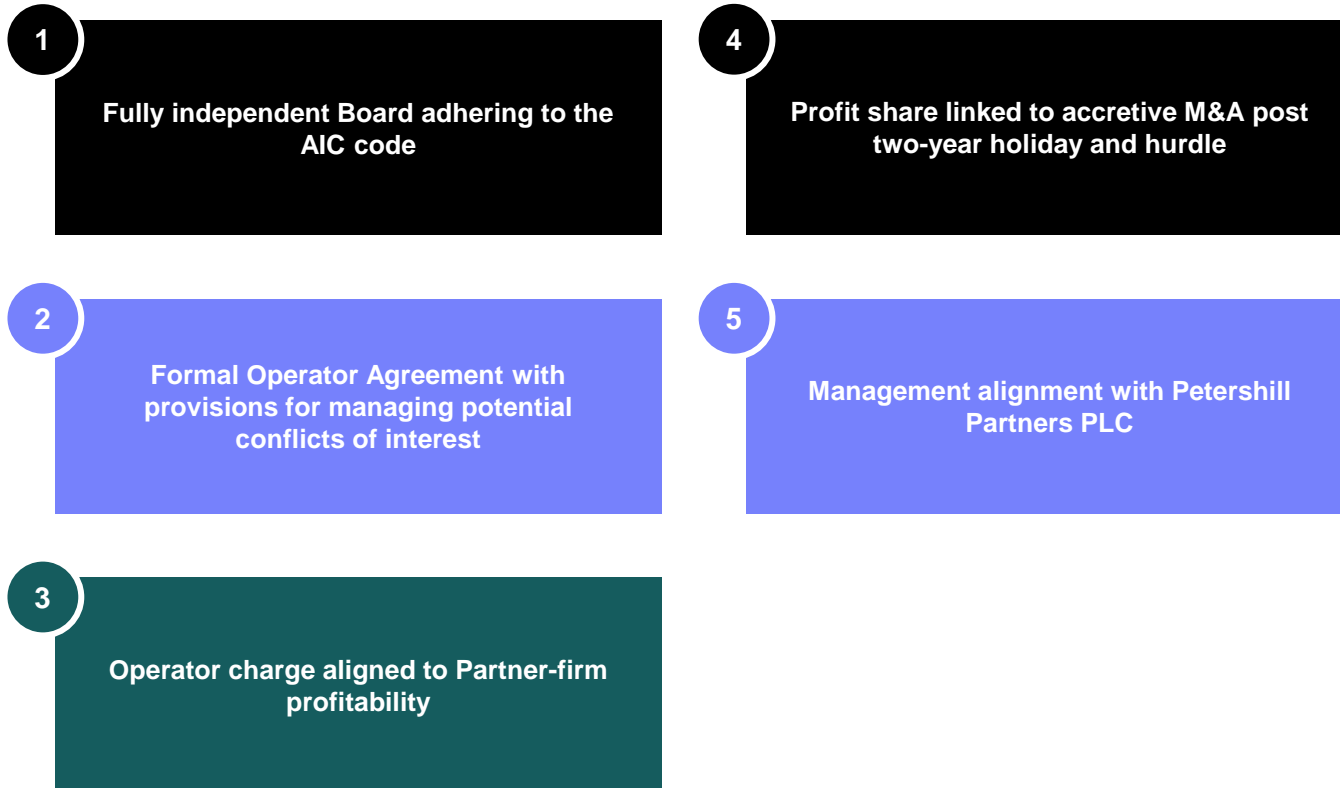 1
Fully independent Board adhering to the
AIC code
2
Formal Operator Agreement with
provisions for managing potential
conflicts of interest
3
Operator charge aligned to Partner-firm
profitability
4
Profit share linked to accretive M&A post
two-year holiday and hurdle
5
Management alignment with Petershill
Partners PLC